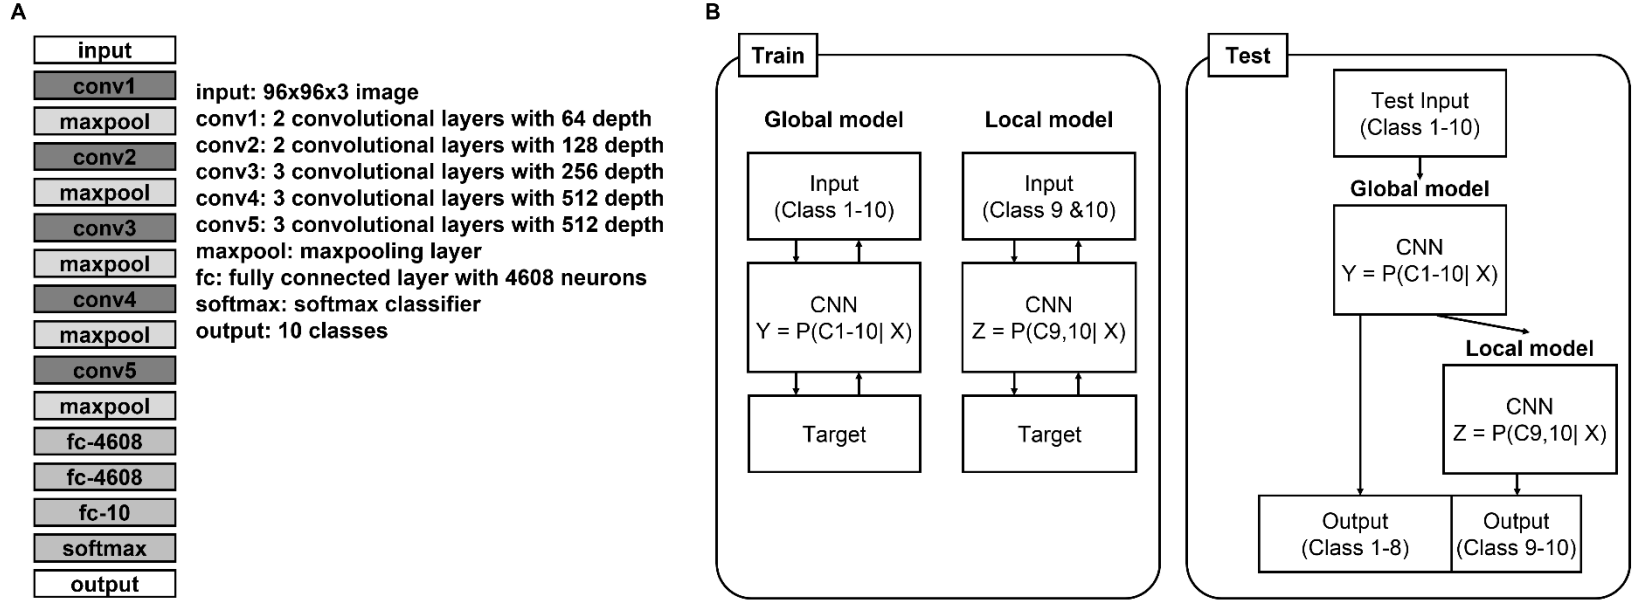 A
input
conv1
maxpool
conv2
maxpool
conv3
maxpool
conv4
maxpool
conv5
maxpool
fc-4608
fc-4608
fc-10
softmax
output
input: 96x96x3 image
conv1: 2 convolutional layers with 64 depth
conv2: 2 convolutional layers with 128 depth
conv3: 3 convolutional layers with 256 depth
conv4: 3 convolutional layers with 512 depth
conv5: 3 convolutional layers with 512 depth
maxpool: maxpooling layer
fc: fully connected layer with 4608 neurons
softmax: softmax classifier
output: 10 classes
B
Train
Global model
Input
(Class 1-10)
CNN
Y = P(C1-10| X)
Target
Local model
Input
(Class 9 &10)
CNN
Z = P(C9,10| X)
Target
Test
Test Input
(Class 1-10)
Global model
CNN
Y = P(C1-10| X)
Local model
CNN
Z = P(C9,10| X)
Output
(Class 1-8)
Output
(Class 9-10)